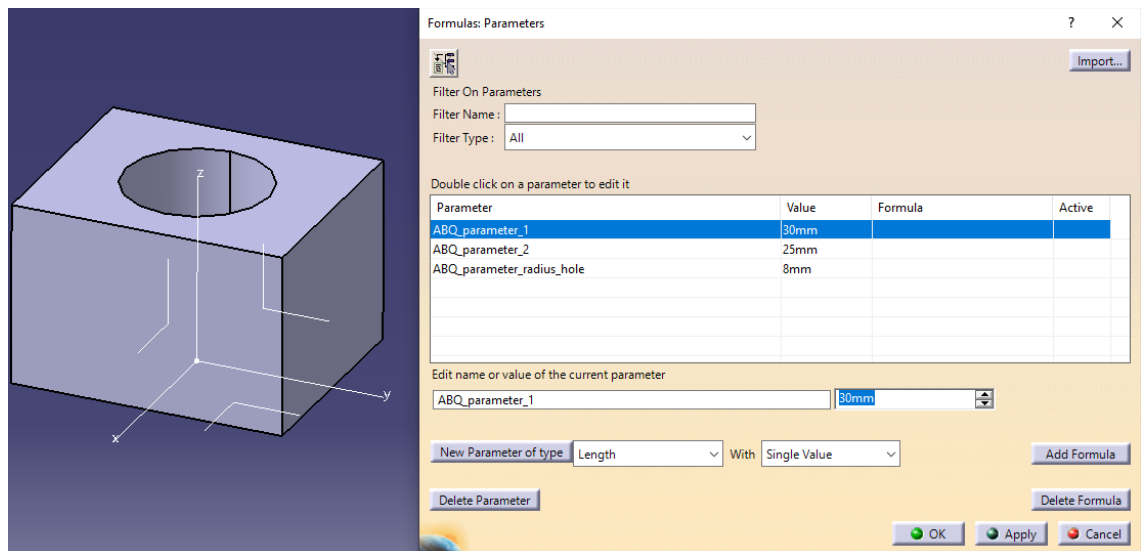 Formulas: Parameters ? ×
Import...
Filter On Parameters
Filter Name :
Filter Type : All
Double click on a parameter to edit it
Parameter Value Formula Active
ABQ_parameter_1 30mm
ABQ_parameter_2 25mm
ABQ_parameter_radius_hole 8mm
Edit name or value of the current parameter
ABQ_parameter_1 30mm
New Parameter of type Length With Single Value Add Formula
Delete Parameter Delete Formula
OK Apply Cancel
z
y
x